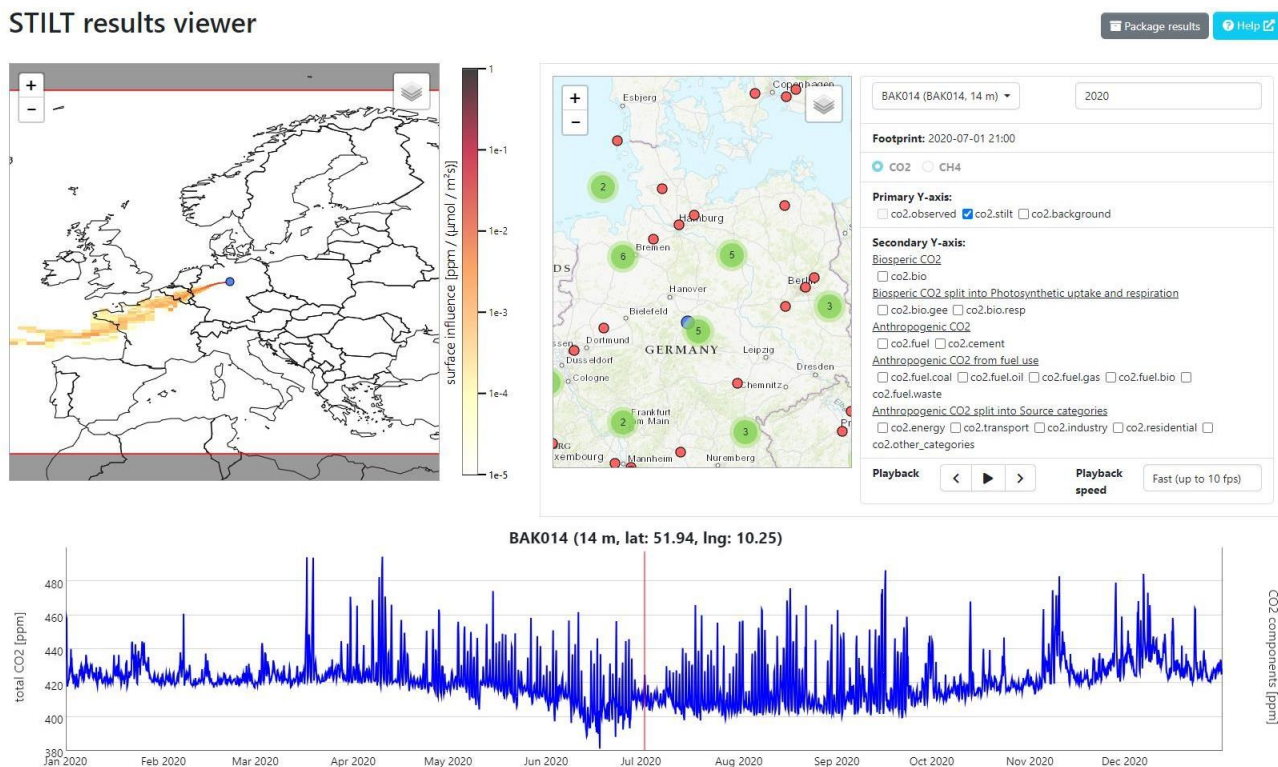 STILT results viewer
Package results
Help
+
−
1
1e-1
1e-2
1e-3
1e-4
1e-5
surface influence [ppm / (μmol / m²s)]
+
−
Copenhagen
Esbjerg
2
Hamburg
Bremen
6
5
DS
Berlin
Hanover
3
Bielefeld
5
Dortmund
GERMANY
Leipzig
Dusseldorf
Dresden
Cologne
Chemnitz
2
Frankfurt
am Main
3
xembourg
Mannheim
Nuremberg
BAK014 (BAK014, 14 m)
2020
Footprint: 2020-07-01 21:00
CO2 CH4
Primary Y-axis:
co2.observed co2.stilt co2.background
Secondary Y-axis:
Biosperic CO2
co2.bio
Biosperic CO2 split into Photosynthetic uptake and respiration
co2.bio.gee co2.bio.resp
Anthropogenic CO2
co2.fuel co2.cement
Anthropogenic CO2 from fuel use
co2.fuel.coal co2.fuel.oil co2.fuel.gas co2.fuel.bio
co2.fuel.waste
Anthropogenic CO2 split into Source categories
co2.energy co2.transport co2.industry co2.residential
co2.other_categories
Playback
Playback
speed
Fast (up to 10 fps)
BAK014 (14 m, lat: 51.94, lng: 10.25)
480
460
440
420
400
380
total CO2 [ppm]
CO2 components [ppm]
Jan 2020 Feb 2020 Mar 2020 Apr 2020 May 2020 Jun 2020 Jul 2020 Aug 2020 Sep 2020 Oct 2020 Nov 2020 Dec 2020